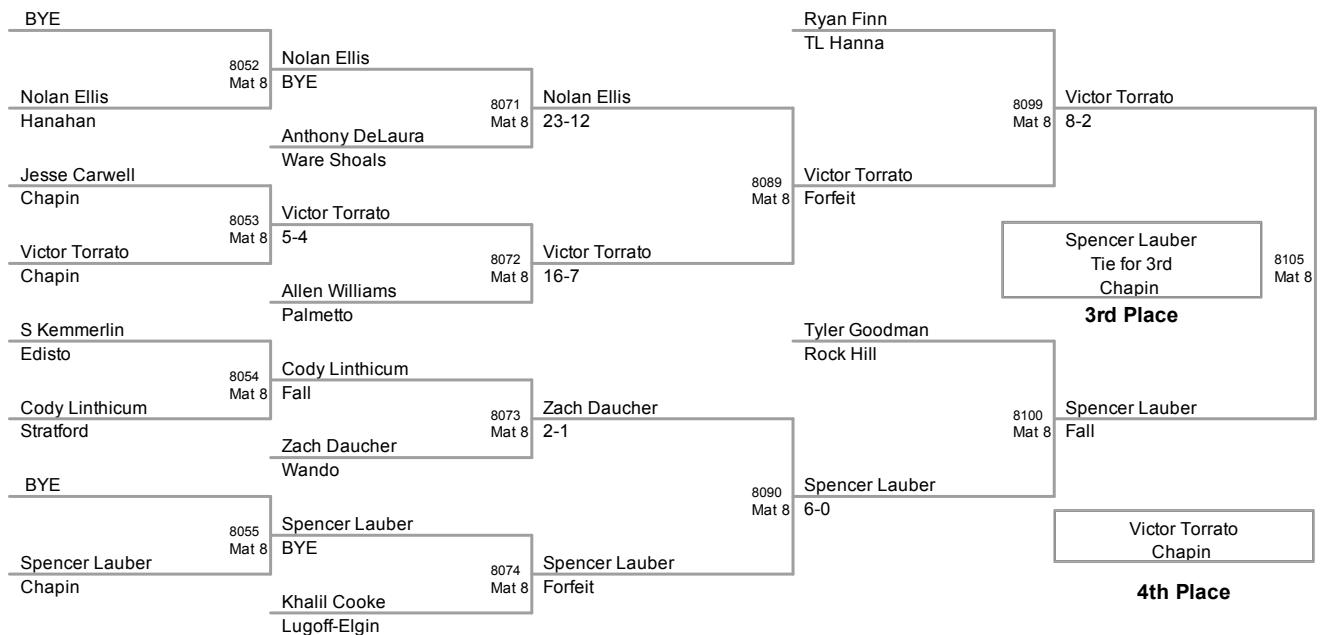 BYE
8052
Mat 8
Nolan Ellis
Hanahan
Nolan Ellis
BYE
Anthony DeLaura
Ware Shoals
Jesse Carwell
Chapin
8053
Mat 8
Victor Torrato
Chapin
Victor Torrato
5-4
Allen Williams
Palmetto
S Kemmerlin
Edisto
8054
Mat 8
Cody Linthicum
Stratford
Cody Linthicum
Fall
Zach Daucher
Wando
BYE
8055
Mat 8
Spencer Lauber
Chapin
Spencer Lauber
BYE
Khalil Cooke
Lugoff-Elgin
8071
Mat 8
Nolan Ellis
23-12
8072
Mat 8
Victor Torrato
16-7
8073
Mat 8
Zach Daucher
2-1
8074
Mat 8
Spencer Lauber
Forfeit
Ryan Finn
TL Hanna
8089
Mat 8
Victor Torrato
Forfeit
Tyler Goodman
Rock Hill
8090
Mat 8
Spencer Lauber
6-0
8099
Mat 8
Victor Torrato
8-2
8100
Mat 8
Spencer Lauber
Fall
8105
Mat 8
Spencer Lauber
Tie for 3rd
Chapin
3rd Place
Victor Torrato
Chapin
4th Place